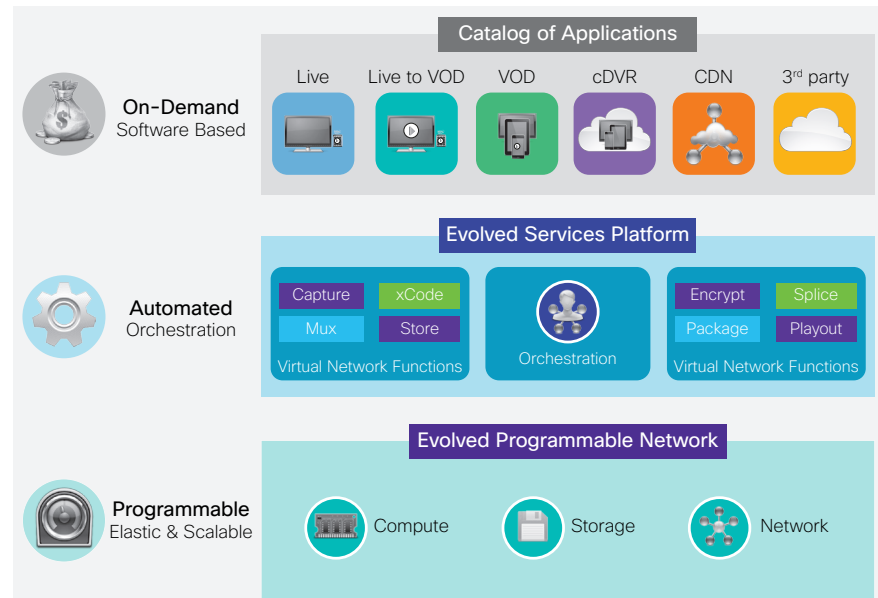 Catalog of Applications
Live
Live to VOD
VOD
cDVR
CDN
3rd party
$
On-Demand
Software Based
Evolved Services Platform
Capture
xCode
Mux
Store
Virtual Network Functions
Orchestration
Encrypt
Splice
Package
Playout
Virtual Network Functions
Automated
Orchestration
Evolved Programmable Network
Programmable
Elastic & Scalable
Compute
Storage
Network